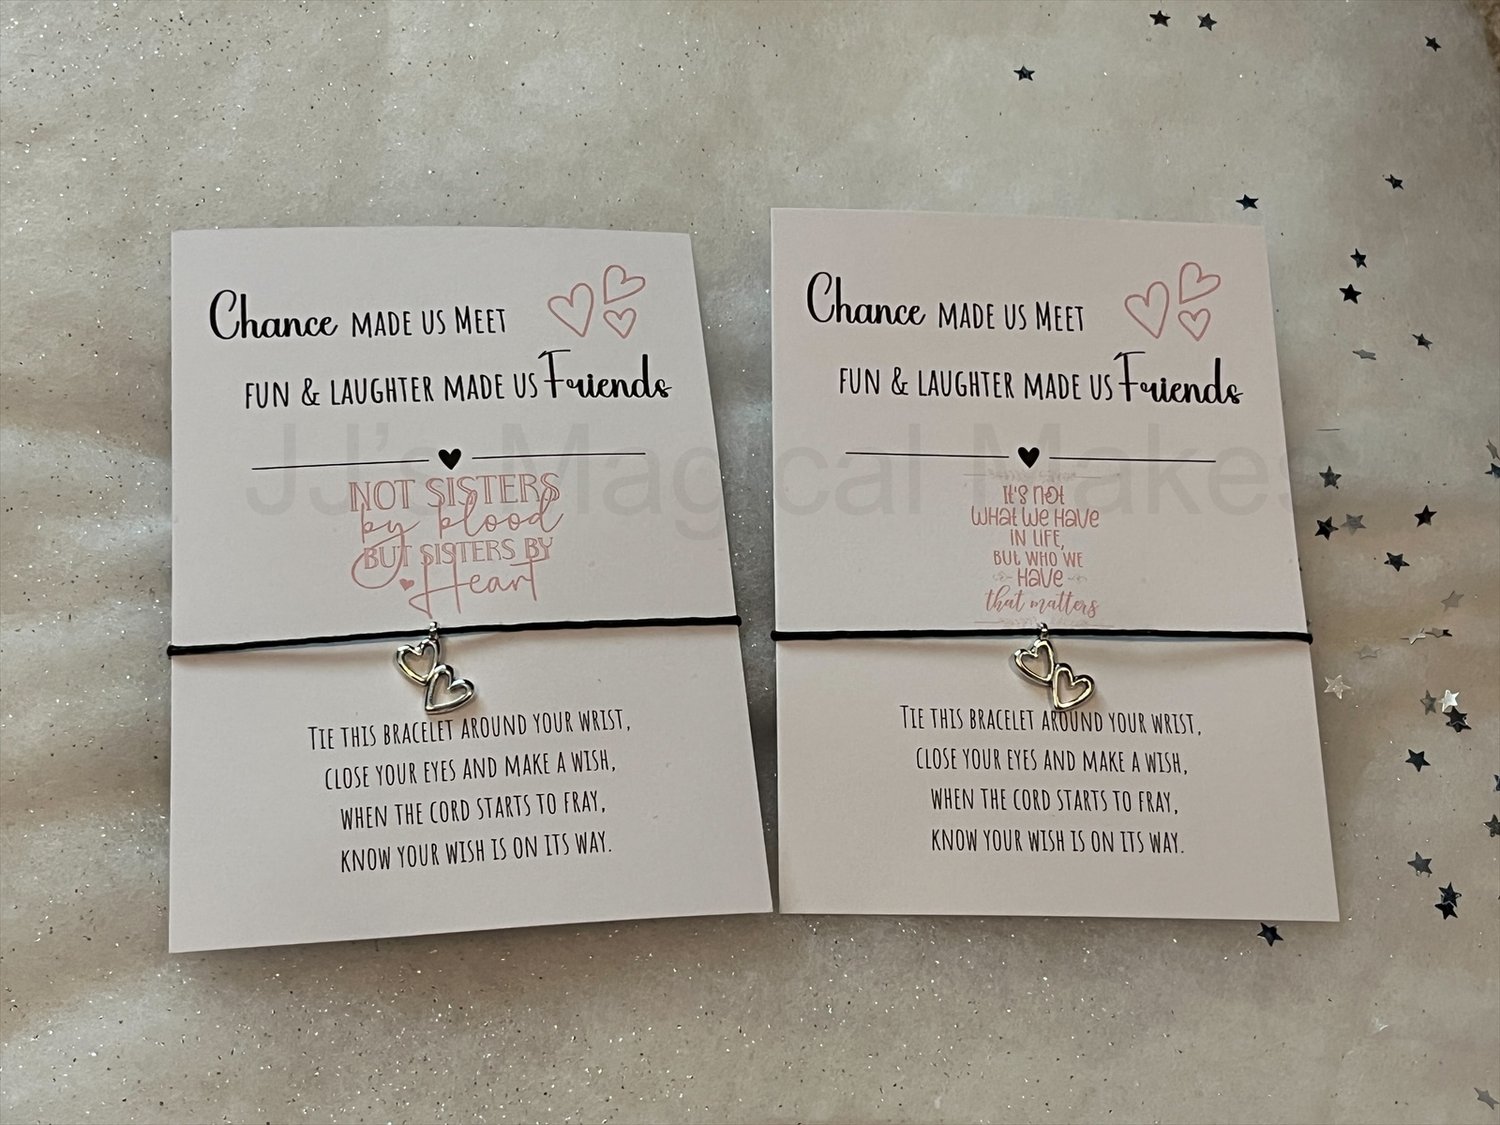 Chance MADE US MEET
FUN & LAUGHTER MADE US Friends
NOT SISTERS
by blood
BUT SISTERS BY
Heart
TIE THIS BRACELET AROUND YOUR WRIST,
CLOSE YOUR EYES AND MAKE A WISH,
WHEN THE CORD STARTS TO FRAY,
KNOW YOUR WISH IS ON ITS WAY.
Chance MADE US MEET
FUN & LAUGHTER MADE US Friends
It's not
what we have
IN LIFE,
BUT WHO WE
Have
that matters
TIE THIS BRACELET AROUND YOUR WRIST,
CLOSE YOUR EYES AND MAKE A WISH,
WHEN THE CORD STARTS TO FRAY,
KNOW YOUR WISH IS ON ITS WAY.
JJ's Magical Makes